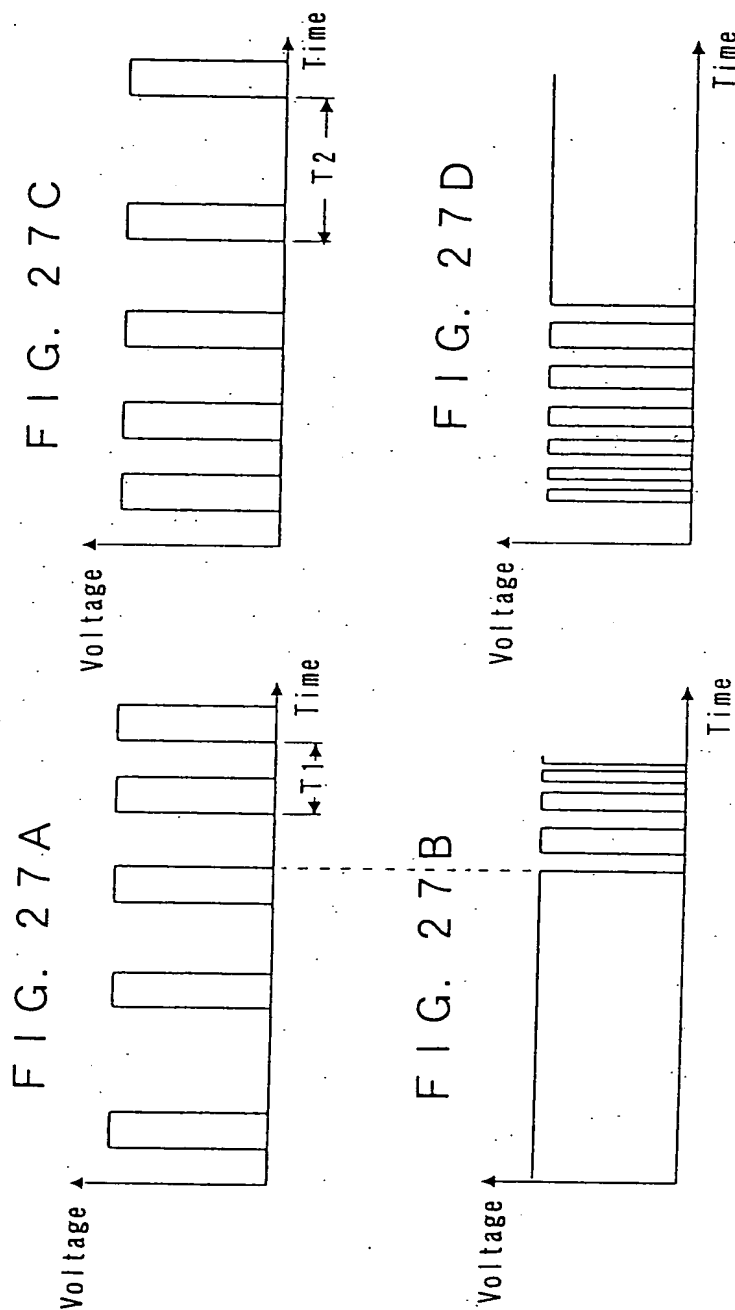 FIG. 27A
Voltage
T1
Time
FIG. 27B
Voltage
Time
FIG. 27C
Voltage
T2
Time
FIG. 27D
Voltage
Time